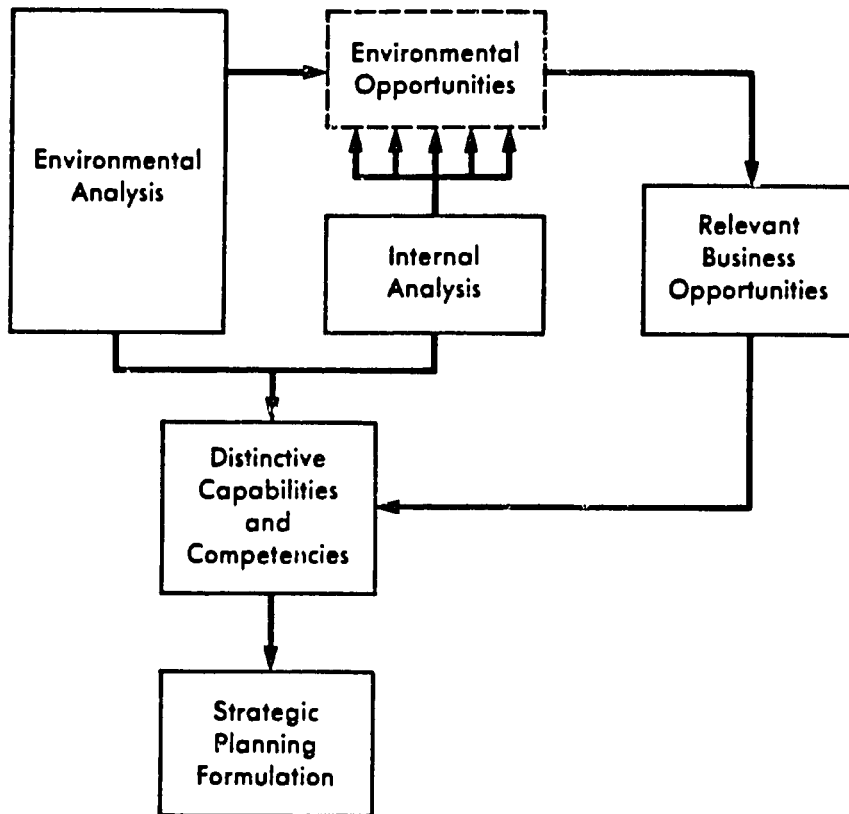 Environmental
Opportunities
Environmental
Analysis
Internal
Analysis
Relevant
Business
Opportunities
Distinctive
Capabilities
and
Competencies
Strategic
Planning
Formulation